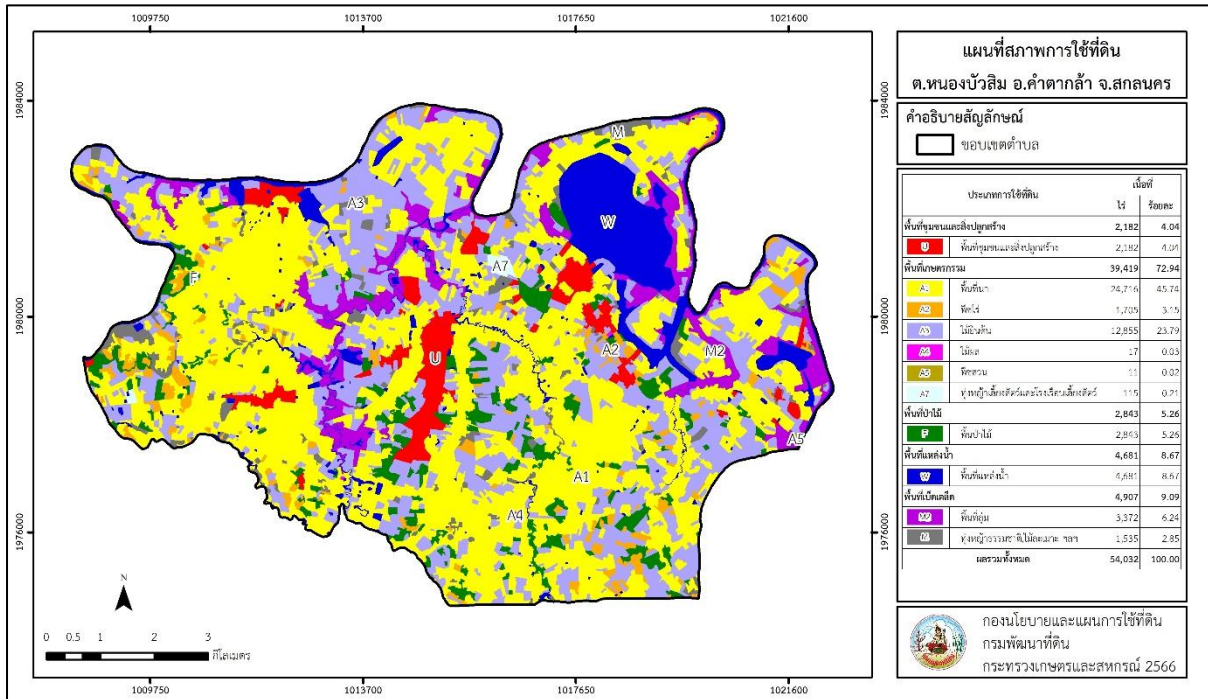 1009750 1013700 1017650 1021600
1984000
1980000
1976000
1984000
1980000
1976000
M
A3
W
A7
F
A2
M2
U
A5
A1
A4
N
0 0.5 1 2 3
กิโลเมตร
1009750 1013700 1017650 1021600
แผนที่สภาพการใช้ที่ดิน
ต.หนองบัวสิม อ.คำตากล้า จ.สกลนคร
คำอธิบายสัญลักษณ์
ขอบเขตตำบล
ประเภทการใช้ที่ดิน เนื้อที่
ไร่ ร้อยละ
พื้นที่ชุมชนและสิ่งปลูกสร้าง 2,182 4.04
U พื้นที่ชุมชนและสิ่งปลูกสร้าง 2,182 4.04
พื้นที่เกษตรกรรม 39,419 72.94
A1 พื้นที่นา 24,716 45.74
A2 พืชไร่ 1,705 3.15
A3 ไม้ยืนต้น 12,855 23.79
A4 ไม้ผล 17 0.03
A5 พืชสวน 11 0.02
A7 ทุ่งหญ้าเลี้ยงสัตว์และโรงเรือนเลี้ยงสัตว์ 115 0.21
พื้นที่ป่าไม้ 2,843 5.26
F พื้นที่ป่าไม้ 2,843 5.26
พื้นที่แหล่งน้ำ 4,681 8.67
W พื้นที่แหล่งน้ำ 4,681 8.67
พื้นที่เบ็ดเตล็ด 4,907 9.09
M2 พื้นที่ลุ่ม 3,372 6.24
M ทุ่งหญ้าธรรมชาติ,ไม้ละเมาะ ฯลฯ 1,535 2.85
ผลรวมทั้งหมด 54,032 100.00
กองนโยบายและแผนการใช้ที่ดิน
กรมพัฒนาที่ดิน
กระทรวงเกษตรและสหกรณ์ 2566